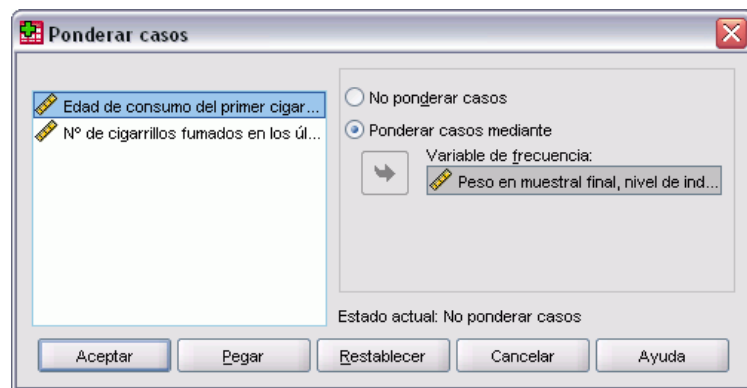 Ponderar casos
Edad de consumo del primer cigar...
Nº de cigarrillos fumados en los úl...
No ponderar casos
Ponderar casos mediante
Variable de frecuencia:
Peso en muestral final, nivel de ind...
Estado actual: No ponderar casos
Aceptar
Pegar
Restablecer
Cancelar
Ayuda